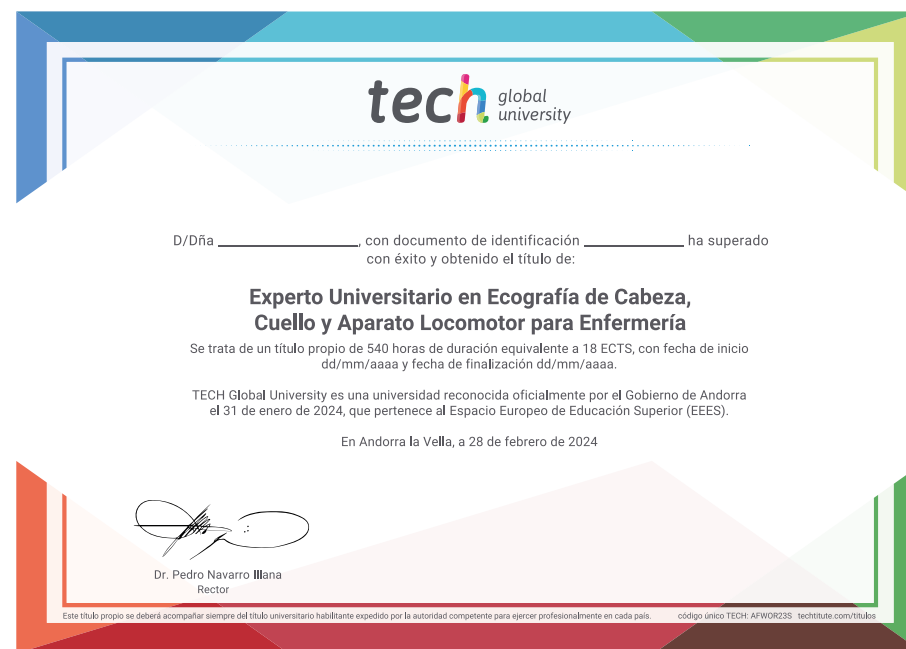 tech global university
D/Dña ____________________, con documento de identificación ______________ ha superado
con éxito y obtenido el título de:
Experto Universitario en Ecografía de Cabeza,
Cuello y Aparato Locomotor para Enfermería
Se trata de un título propio de 540 horas de duración equivalente a 18 ECTS, con fecha de inicio
dd/mm/aaaa y fecha de finalización dd/mm/aaaa.
TECH Global University es una universidad reconocida oficialmente por el Gobierno de Andorra
el 31 de enero de 2024, que pertenece al Espacio Europeo de Educación Superior (EEES).
En Andorra la Vella, a 28 de febrero de 2024
Dr. Pedro Navarro Illana
Rector
Este título propio se deberá acompañar siempre del título universitario habilitante expedido por la autoridad competente para ejercer profesionalmente en cada país. código único TECH: AFWOR23S techtitute.com/titulos